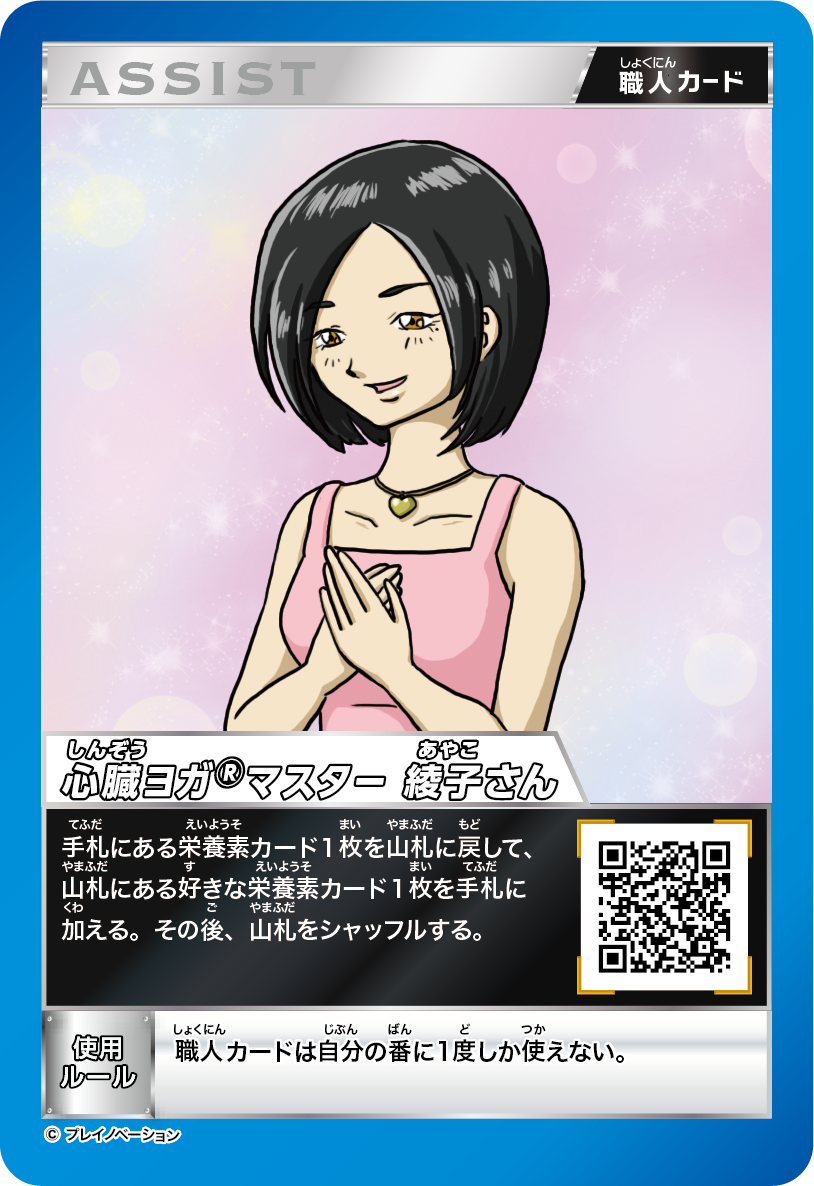 ASSIST
しょくにん
職人カード
しんぞう あやこ
心臓ヨガ®マスター 綾子さん
てふだ えいようそ まい やまふだ もど
手札にある栄養素カード1枚を山札に戻して、
やまふだ す えいようそ まい てふだ
山札にある好きな栄養素カード1枚を手札に
くわ ご やまふだ
加える。その後、山札をシャッフルする。
使用
ルール
しょくにん じぶん ばん ど つか
職人カードは自分の番に1度しか使えない。
© プレイノベーション